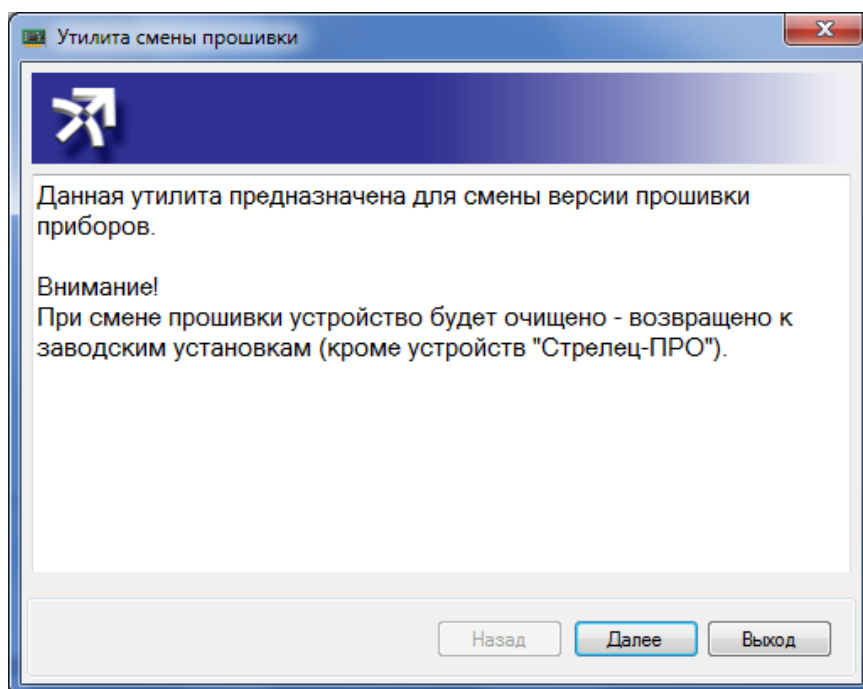 Утилита смены прошивки
Данная утилита предназначена для смены версии прошивки
приборов.
Внимание!
При смене прошивки устройство будет очищено - возвращено к
заводским установкам (кроме устройств "Стрелец-ПРО").
Назад
Далее
Выход